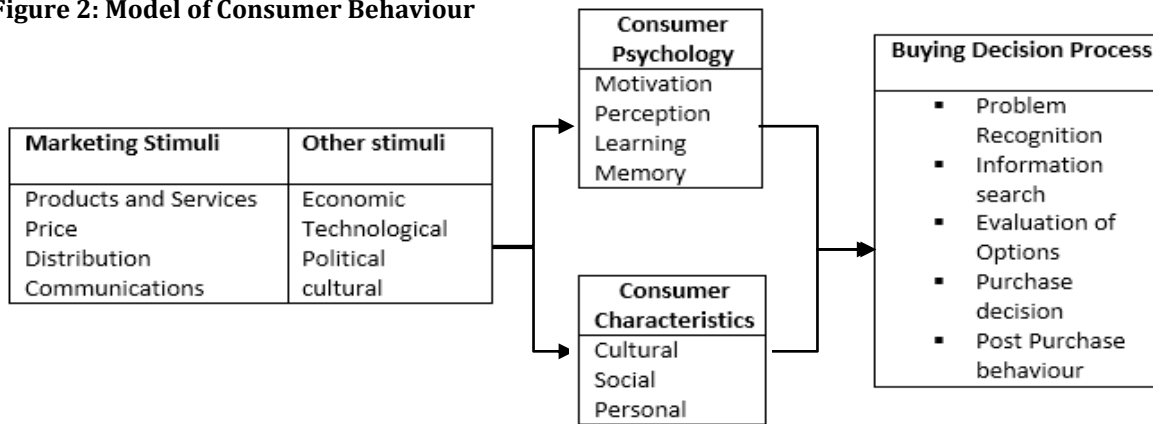 Figure 2: Model of Consumer Behaviour
Marketing Stimuli
Products and Services
Price
Distribution
Communications
Other stimuli
Economic
Technological
Political
cultural
Consumer
Psychology
Motivation
Perception
Learning
Memory
Consumer
Characteristics
Cultural
Social
Personal
Buying Decision Process
▪ Problem
Recognition
▪ Information
search
▪ Evaluation of
Options
▪ Purchase
decision
▪ Post Purchase
behaviour